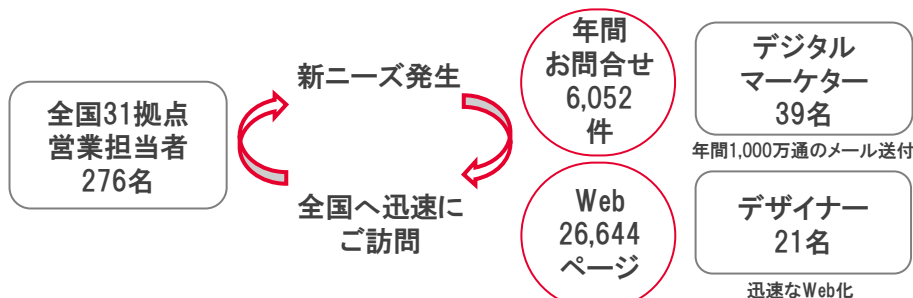 全国31拠点
営業担当者
276名
新ニーズ発生
全国へ迅速に
ご訪問
年間
お問合せ
6,052
件
Web
26,644
ページ
デジタル
マーケター
39名
年間1,000万通のメール送付
デザイナー
21名
迅速なWeb化